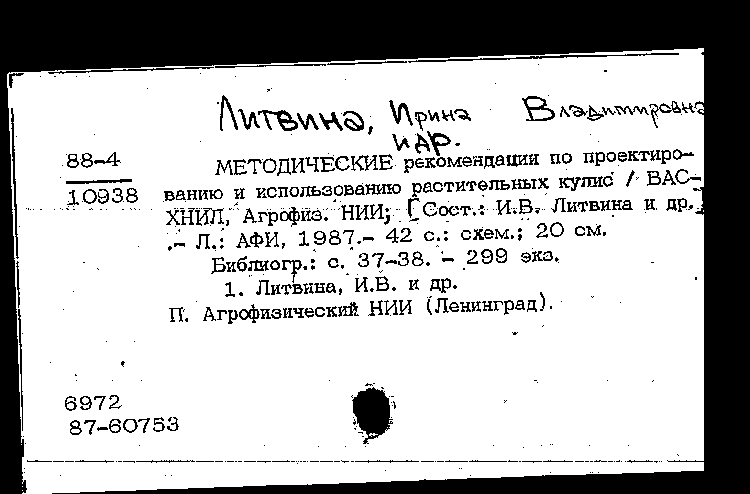 Литвина, Ирина Владимировна
и др.
88-4
10938
МЕТОДИЧЕСКИЕ рекомендации по проектиро-
ванию и использованию растительных кулис / ВАС-
ХНИЛ, Агрофиз. НИИ; [Сост.: И.В. Литвина и др.]
.- Л.: АФИ, 1987.- 42 с.: схем.; 20 см.
Библиогр.: с. 37-38. - 299 экз.
1. Литвина, И.В. и др.
П. Агрофизический НИИ (Ленинград).
6972
87-60753